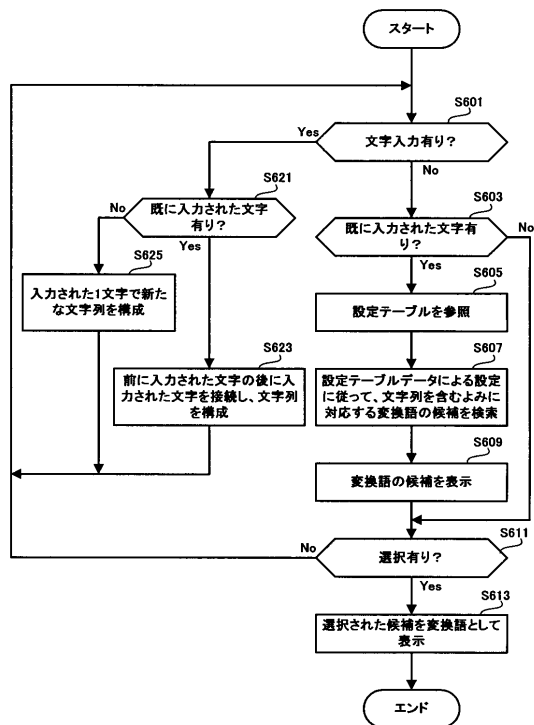 スタート
S601
文字入力有り？
Yes
No
S621
既に入力された文字
有り？
No
Yes
S603
既に入力された文字有
り？
No
Yes
S625
入力された1文字で新た
な文字列を構成
S605
設定テーブルを参照
S623
前に入力された文字の後に入
力された文字を接続し、文字列
を構成
S607
設定テーブルデータによる設定
に従って、文字列を含むよみに
対応する変換語の候補を検索
S609
変換語の候補を表示
S611
選択有り？
No
Yes
S613
選択された候補を変換語として
表示
エンド